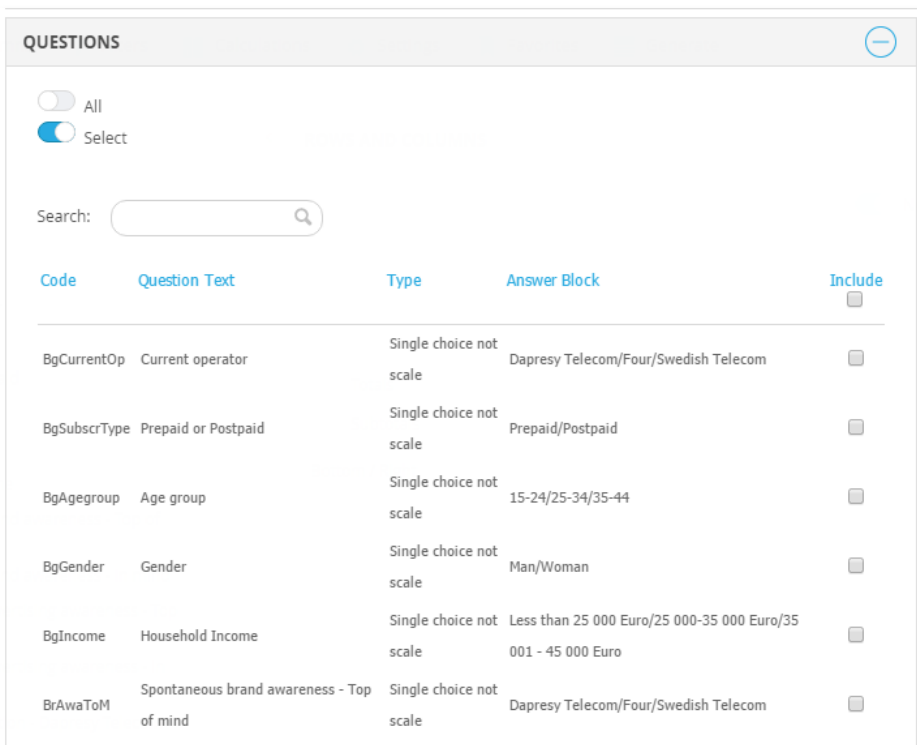 QUESTIONS
All
Select
Search:
Code Question Text Type Answer Block Include
BgCurrentOp Current operator Single choice not scale Dapresy Telecom/Four/Swedish Telecom
BgSubscrType Prepaid or Postpaid Single choice not scale Prepaid/Postpaid
BgAgegroup Age group Single choice not scale 15-24/25-34/35-44
BgGender Gender Single choice not scale Man/Woman
BgIncome Household Income Single choice not scale Less than 25 000 Euro/25 000-35 000 Euro/35 001 - 45 000 Euro
BrAwaToM Spontaneous brand awareness - Top of mind Single choice not scale Dapresy Telecom/Four/Swedish Telecom